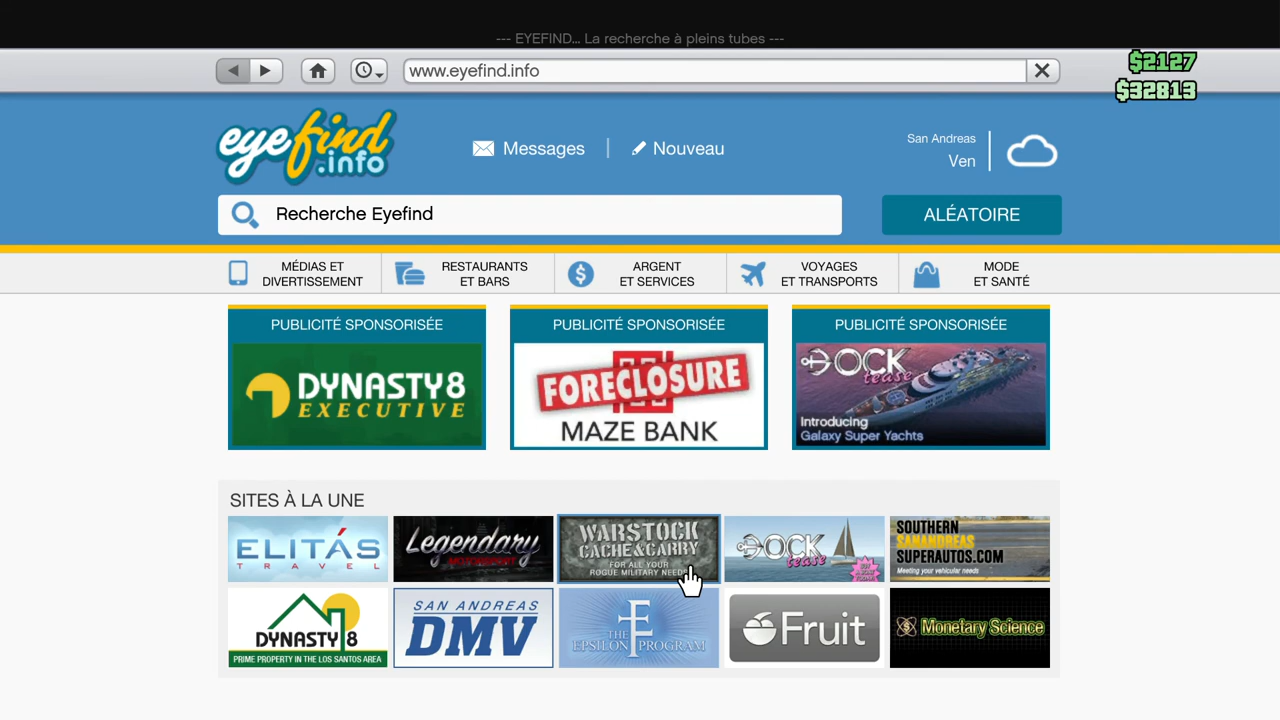 --- EYEFIND... La recherche à pleins tubes ---
www.eyefind.info
$2127
$32813
eyefind
.info
Messages
Nouveau
San Andreas
Ven
Recherche Eyefind
ALÉATOIRE
MÉDIAS ET
DIVERTISSEMENT
RESTAURANTS
ET BARS
ARGENT
ET SERVICES
VOYAGES
ET TRANSPORTS
MODE
ET SANTÉ
PUBLICITÉ SPONSORISÉE
DYNASTY 8
EXECUTIVE
PUBLICITÉ SPONSORISÉE
FORECLOSURE
MAZE BANK
PUBLICITÉ SPONSORISÉE
DOCK
tease
Introducing
Galaxy Super Yachts
SITES À LA UNE
ELITÁS
TRAVEL
Legendary
MOTORSPORT
WARSTOCK
CACHE&CARRY
FOR ALL YOUR
ROGUE MILITARY NEEDS
DOCK
tease
SOUTHERN
SANANDREAS
SUPERAUTOS.COM
Meeting your vehicular needs
DYNASTY 8
PRIME PROPERTY IN THE LOS SANTOS AREA
SAN ANDREAS
DMV
THE
EPSILON PROGRAM
Fruit
Monetary Science